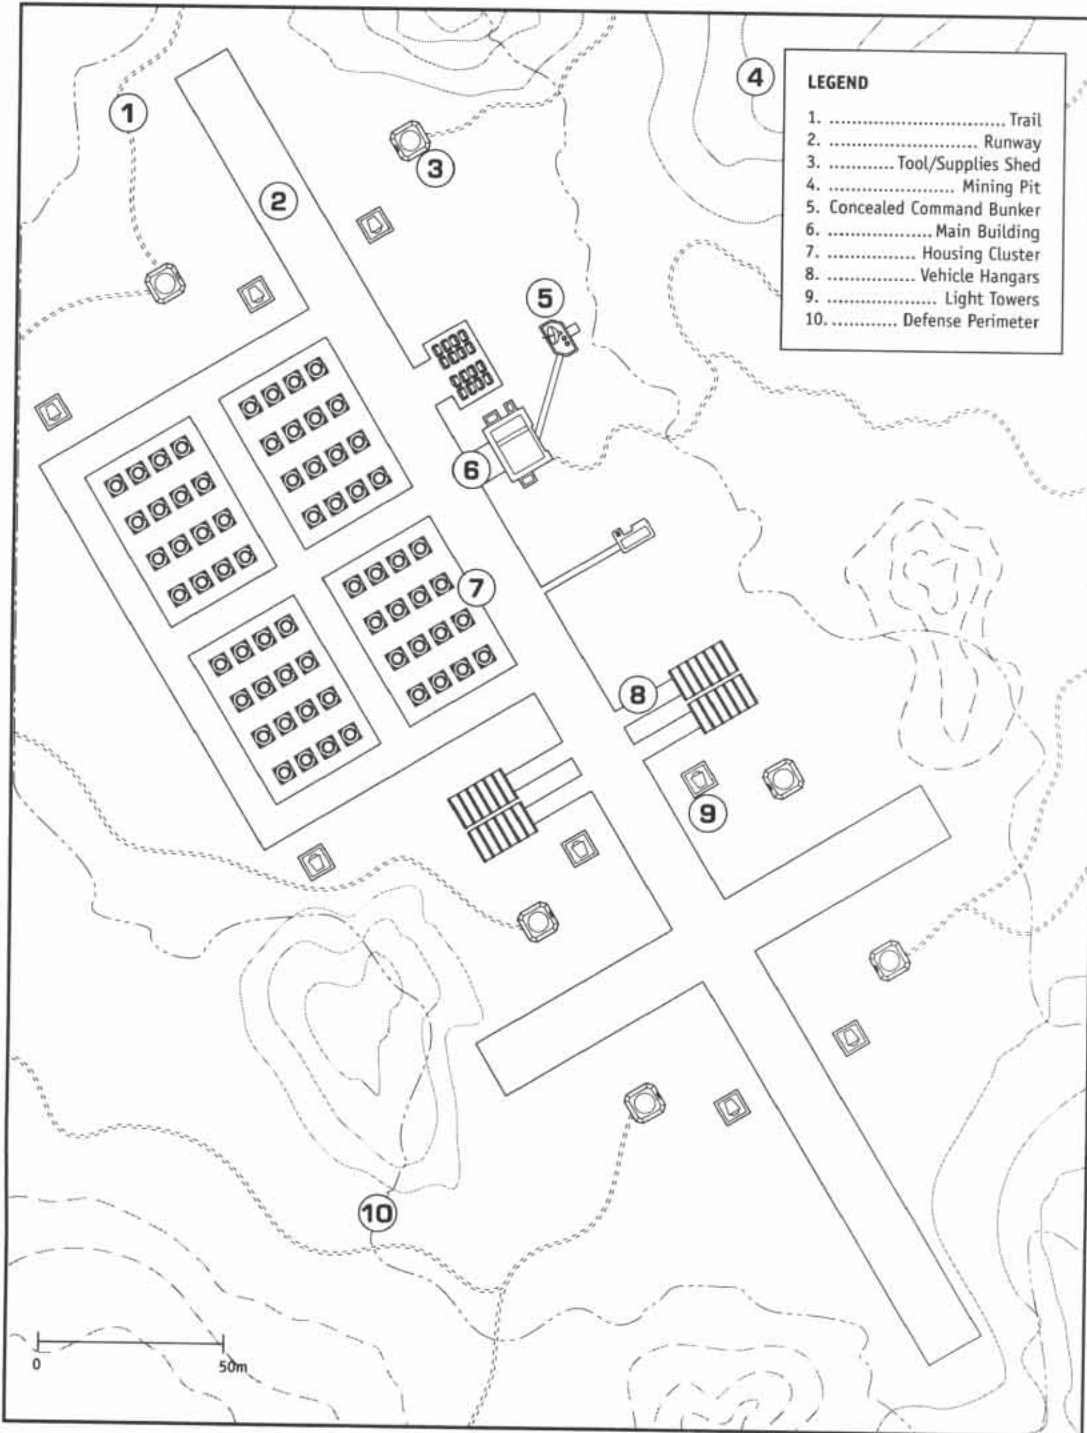 1
2
3
4
LEGEND
1. .............................. Trail
2. ......................... Runway
3. ........... Tool/Supplies Shed
4. ..................... Mining Pit
5. Concealed Command Bunker
6. .................. Main Building
7. ............... Housing Cluster
8. ............... Vehicle Hangars
9. ................... Light Towers
10. ........... Defense Perimeter
5
6
7
8
9
10
0
50m